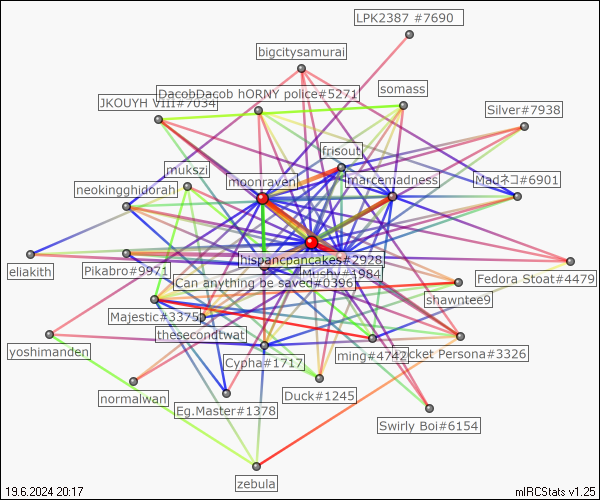 LPK2387 #7690
bigcitysamurai
DacobDacob hORNY police#5271
JKOUYH VIII#7034
somass
Silver#7938
frisout
mukszi
moonraven
marcemadness
Madネコ#6901
neokingghidorah
hispancpancakes#2928
eliakith
Pikabro#9971
Muchy#1984
Fedora Stoat#4479
Can anything be saved#0396
shawntee9
Majestic#3375
thesecondtwat
yoshimanden
Cypha#1717
ming#4742
cket Persona#3326
normalwan
Duck#1245
Eg.Master#1378
Swirly Boi#6154
zebula
19.6.2024 20:17
mIRCStats v1.25